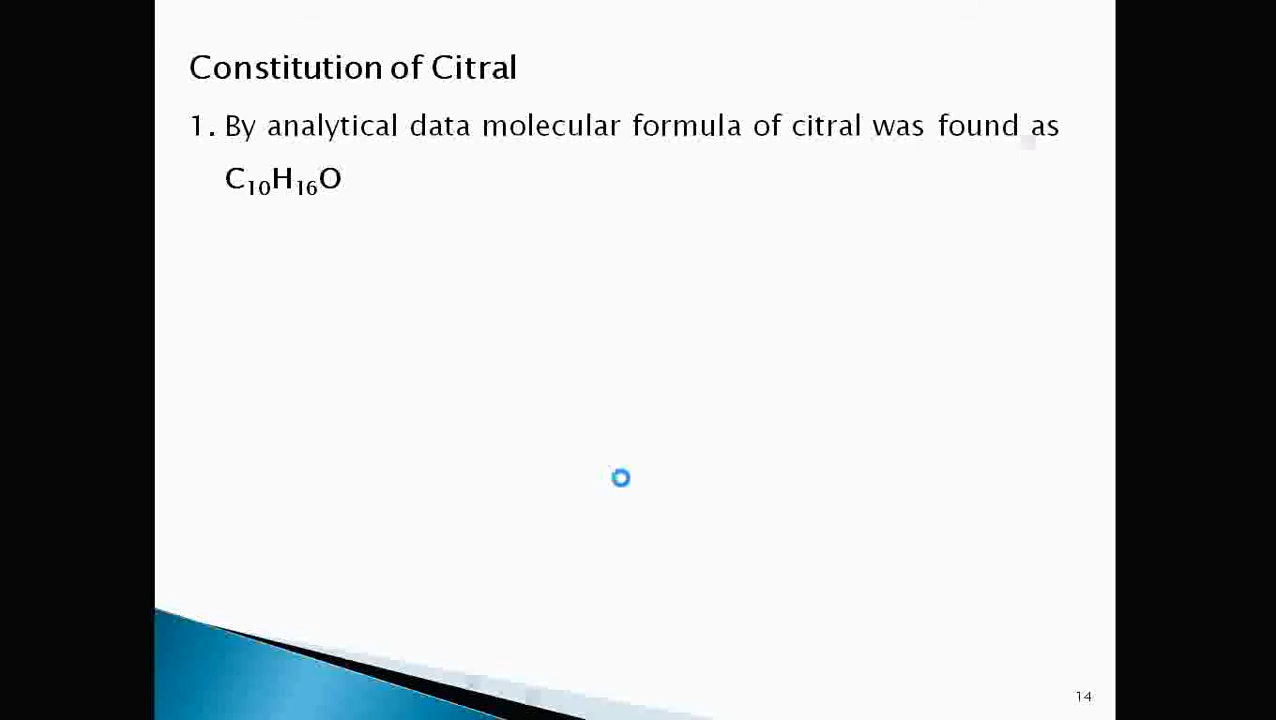 Constitution of Citral
1. By analytical data molecular formula of citral was found as
C₁₀H₁₆O
14